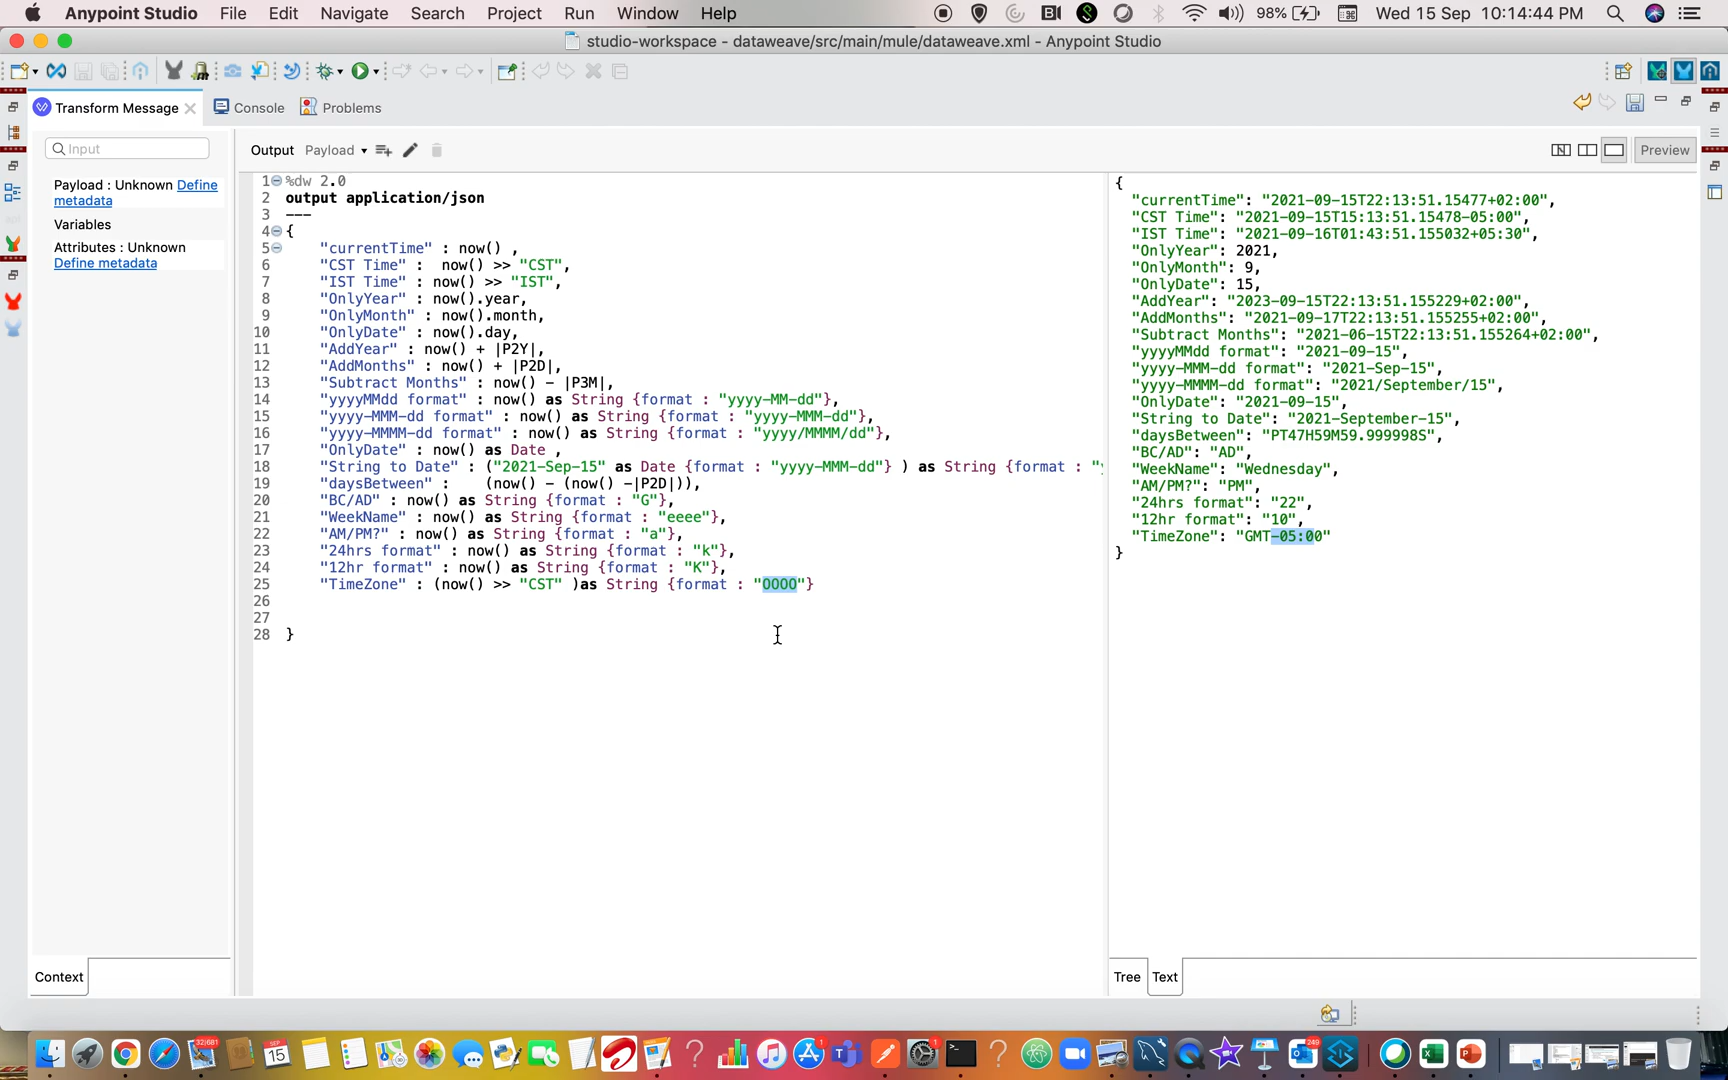 Anypoint Studio File Edit Navigate Search Project Run Window Help 98% Wed 15 Sep 10:14:44 PM
studio-workspace - dataweave/src/main/mule/dataweave.xml - Anypoint Studio
Transform Message Console Problems
Input
Output Payload Preview
Payload : Unknown Define
metadata
Variables
Attributes : Unknown
Define metadata
1 %dw 2.0
2 output application/json
3 ---
4 {
5 "currentTime" : now() ,
6 "CST Time" : now() >> "CST",
7 "IST Time" : now() >> "IST",
8 "OnlyYear" : now().year,
9 "OnlyMonth" : now().month,
10 "OnlyDate" : now().day,
11 "AddYear" : now() + |P2Y|,
12 "AddMonths" : now() + |P2D|,
13 "Subtract Months" : now() - |P3M|,
14 "yyyyMMdd format" : now() as String {format : "yyyy-MM-dd"},
15 "yyyy-MMM-dd format" : now() as String {format : "yyyy-MMM-dd"},
16 "yyyy-MMMM-dd format" : now() as String {format : "yyyy/MMMM/dd"},
17 "OnlyDate" : now() as Date ,
18 "String to Date" : ("2021-Sep-15" as Date {format : "yyyy-MMM-dd"} ) as String {format : "y
19 "daysBetween" : (now() - (now() -|P2D|)),
20 "BC/AD" : now() as String {format : "G"},
21 "WeekName" : now() as String {format : "eeee"},
22 "AM/PM?" : now() as String {format : "a"},
23 "24hrs format" : now() as String {format : "k"},
24 "12hr format" : now() as String {format : "K"},
25 "TimeZone" : (now() >> "CST" )as String {format : "OOOO"}
26
27
28 }
{
"currentTime": "2021-09-15T22:13:51.15477+02:00",
"CST Time": "2021-09-15T15:13:51.15478-05:00",
"IST Time": "2021-09-16T01:43:51.155032+05:30",
"OnlyYear": 2021,
"OnlyMonth": 9,
"OnlyDate": 15,
"AddYear": "2023-09-15T22:13:51.155229+02:00",
"AddMonths": "2021-09-17T22:13:51.155255+02:00",
"Subtract Months": "2021-06-15T22:13:51.155264+02:00",
"yyyyMMdd format": "2021-09-15",
"yyyy-MMM-dd format": "2021-Sep-15",
"yyyy-MMMM-dd format": "2021/September/15",
"OnlyDate": "2021-09-15",
"String to Date": "2021-September-15",
"daysBetween": "PT47H59M59.999998S",
"BC/AD": "AD",
"WeekName": "Wednesday",
"AM/PM?": "PM",
"24hrs format": "22",
"12hr format": "10",
"TimeZone": "GMT-05:00"
}
Context
Tree Text